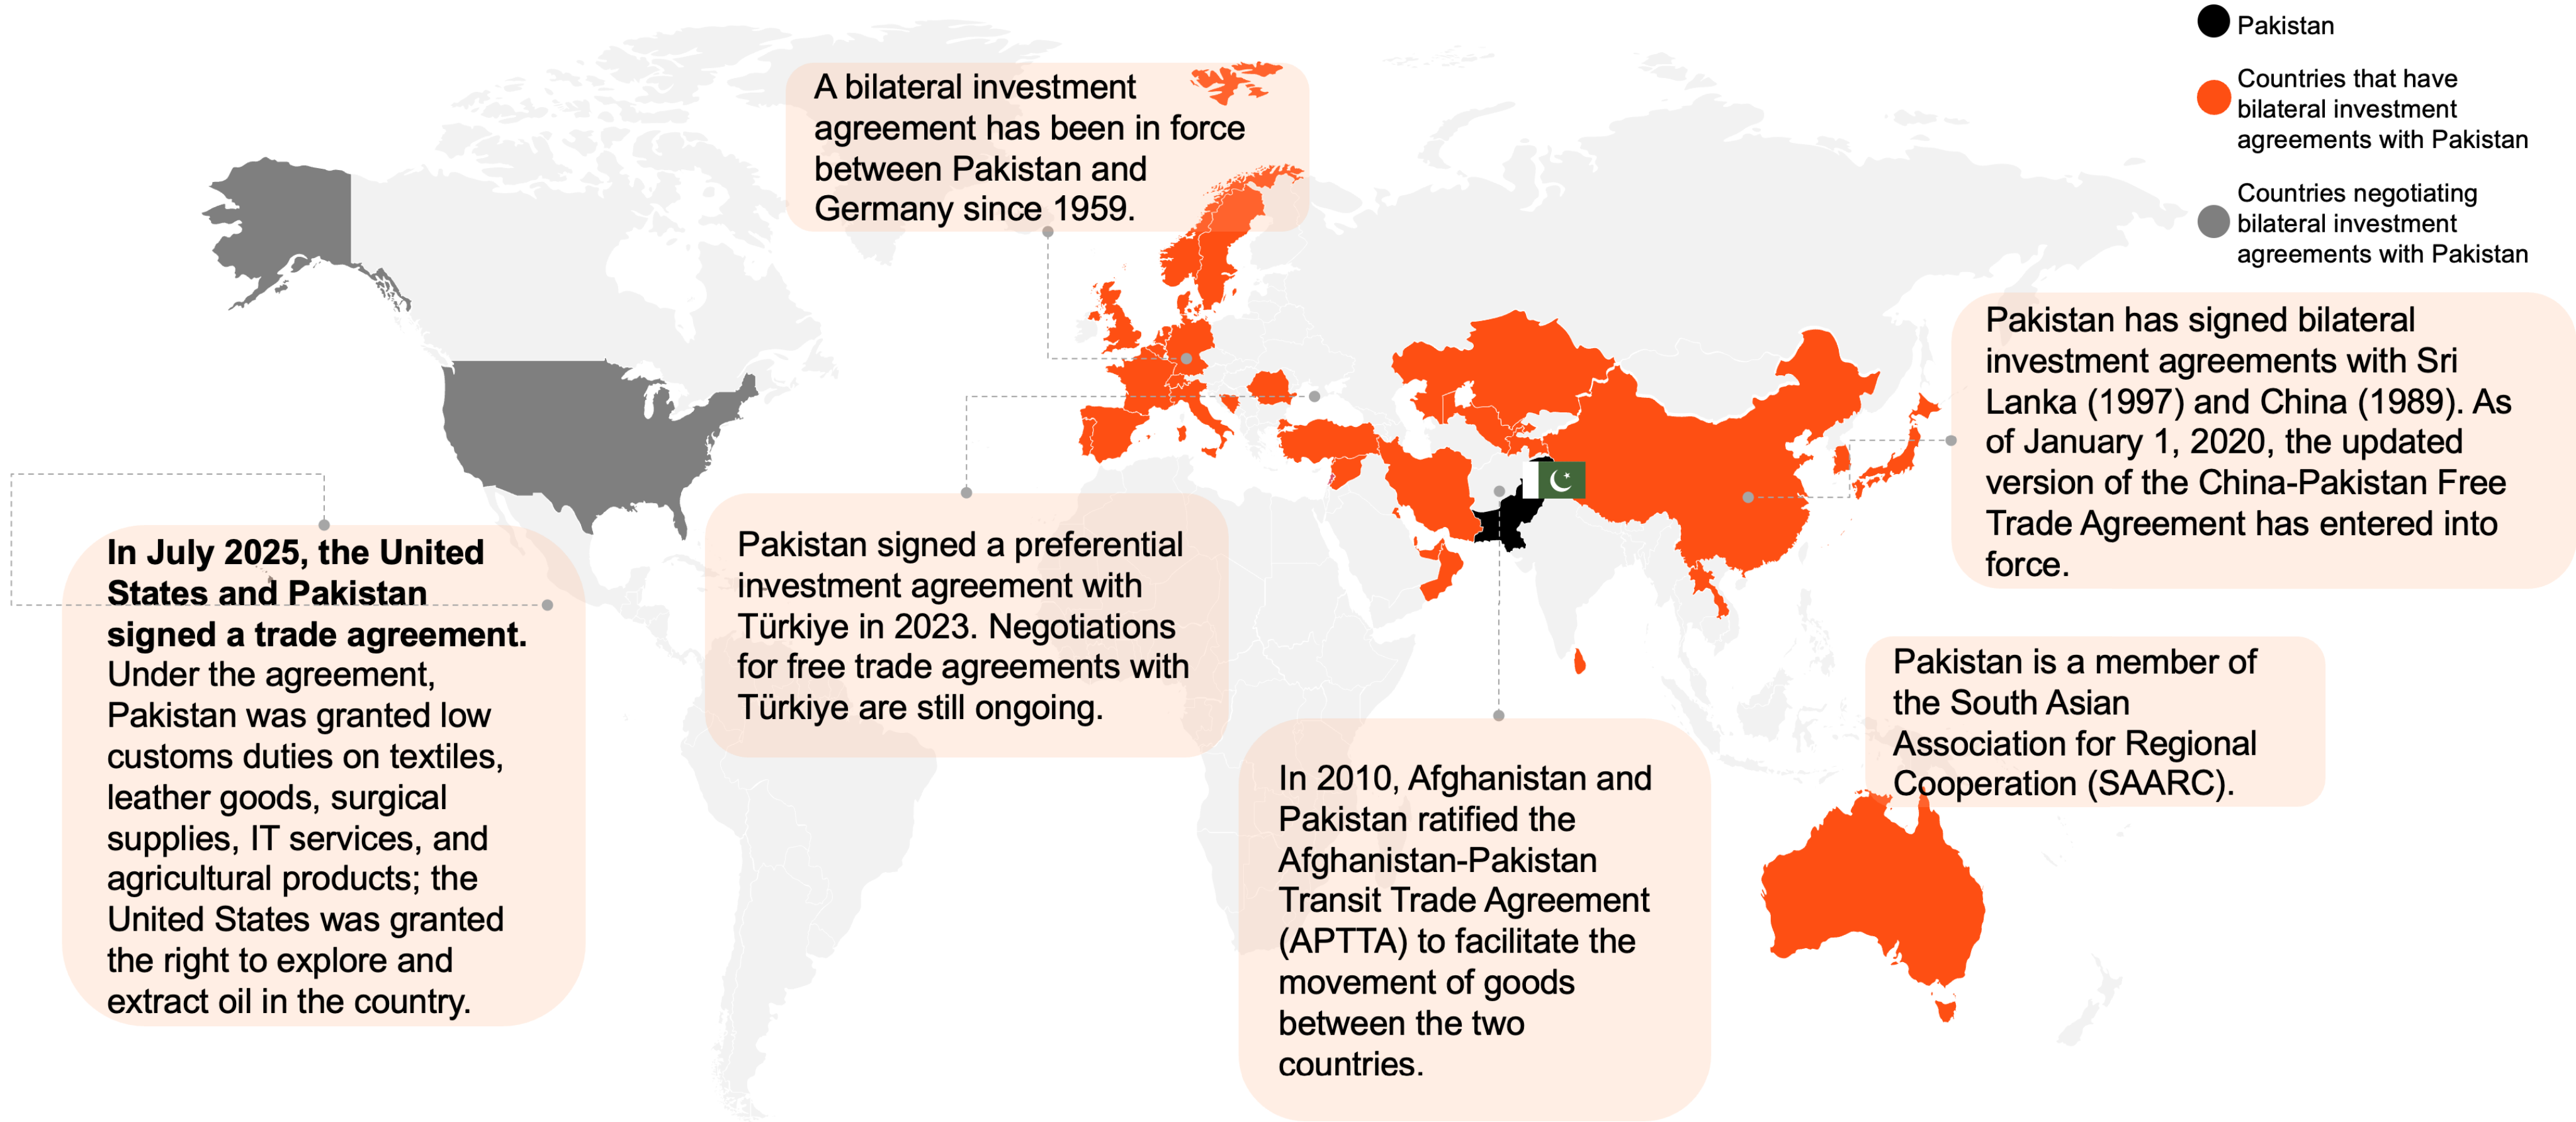 Pakistan
Countries that have
bilateral investment
agreements with Pakistan
Countries negotiating
bilateral investment
agreements with Pakistan
A bilateral investment
agreement has been in force
between Pakistan and
Germany since 1959.
Pakistan has signed bilateral
investment agreements with Sri
Lanka (1997) and China (1989). As
of January 1, 2020, the updated
version of the China-Pakistan Free
Trade Agreement has entered into
force.
In July 2025, the United
States and Pakistan
signed a trade agreement.
Under the agreement,
Pakistan was granted low
customs duties on textiles,
leather goods, surgical
supplies, IT services, and
agricultural products; the
United States was granted
the right to explore and
extract oil in the country.
Pakistan signed a preferential
investment agreement with
Türkiye in 2023. Negotiations
for free trade agreements with
Türkiye are still ongoing.
In 2010, Afghanistan and
Pakistan ratified the
Afghanistan-Pakistan
Transit Trade Agreement
(APTTA) to facilitate the
movement of goods
between the two
countries.
Pakistan is a member of
the South Asian
Association for Regional
Cooperation (SAARC).